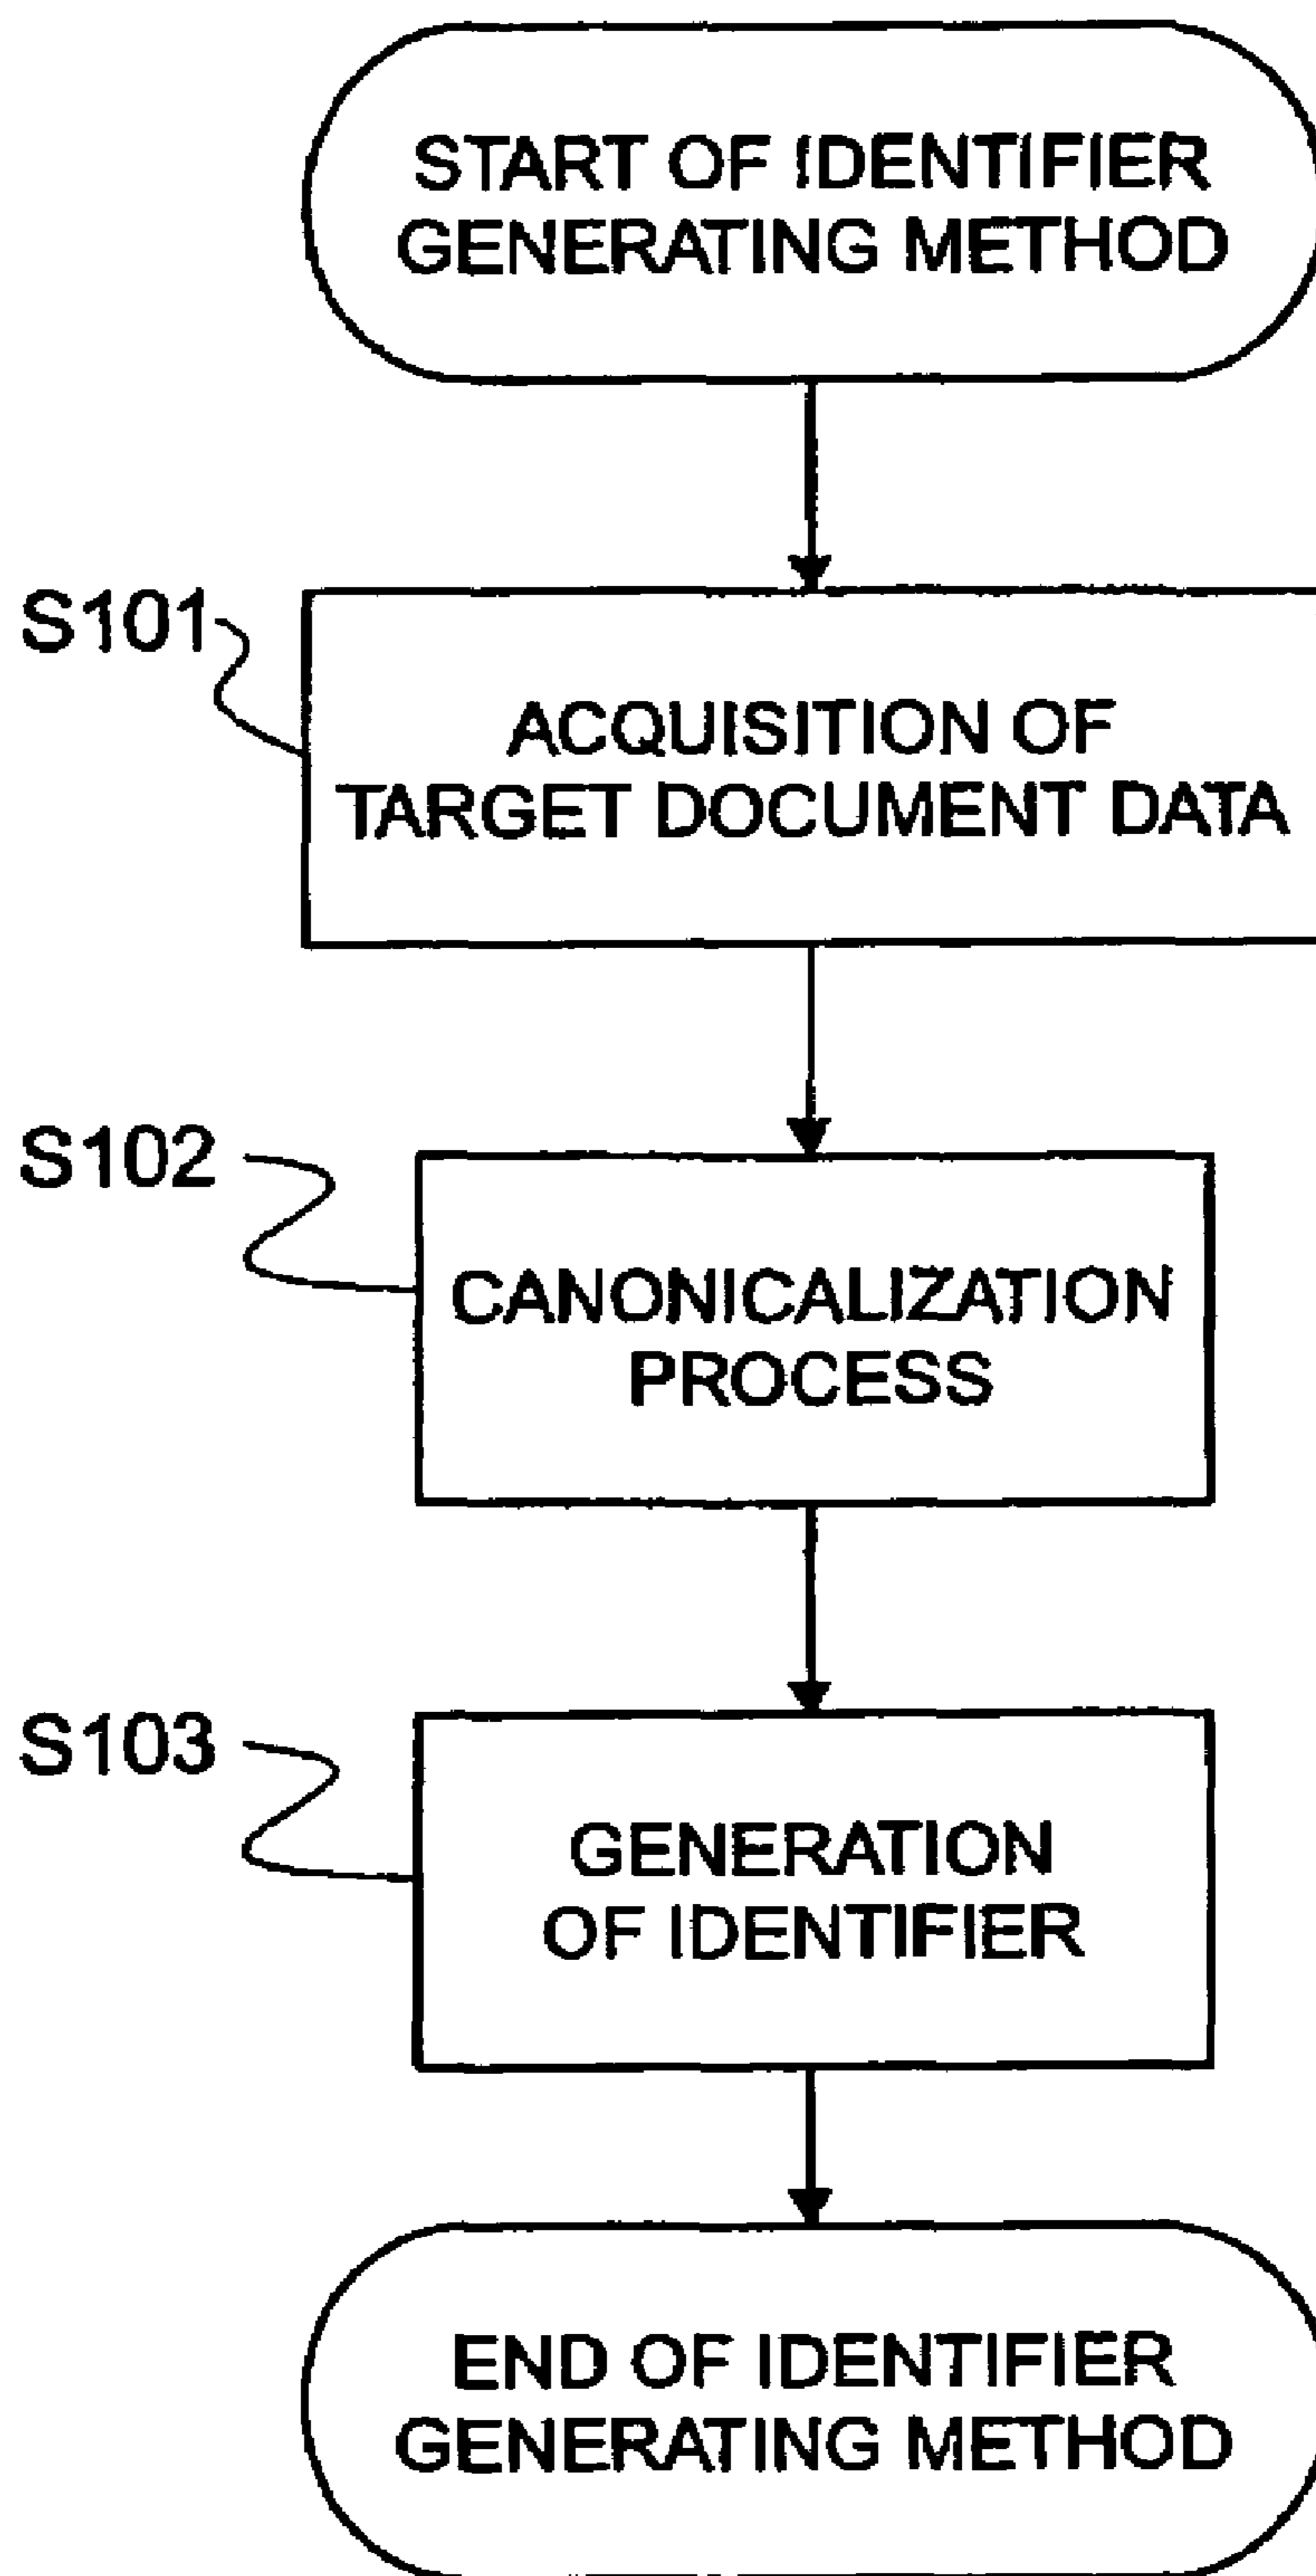 START OF IDENTIFIER
GENERATING METHOD
S101
ACQUISITION OF
TARGET DOCUMENT DATA
S102
CANONICALIZATION
PROCESS
S103
GENERATION
OF IDENTIFIER
END OF IDENTIFIER
GENERATING METHOD